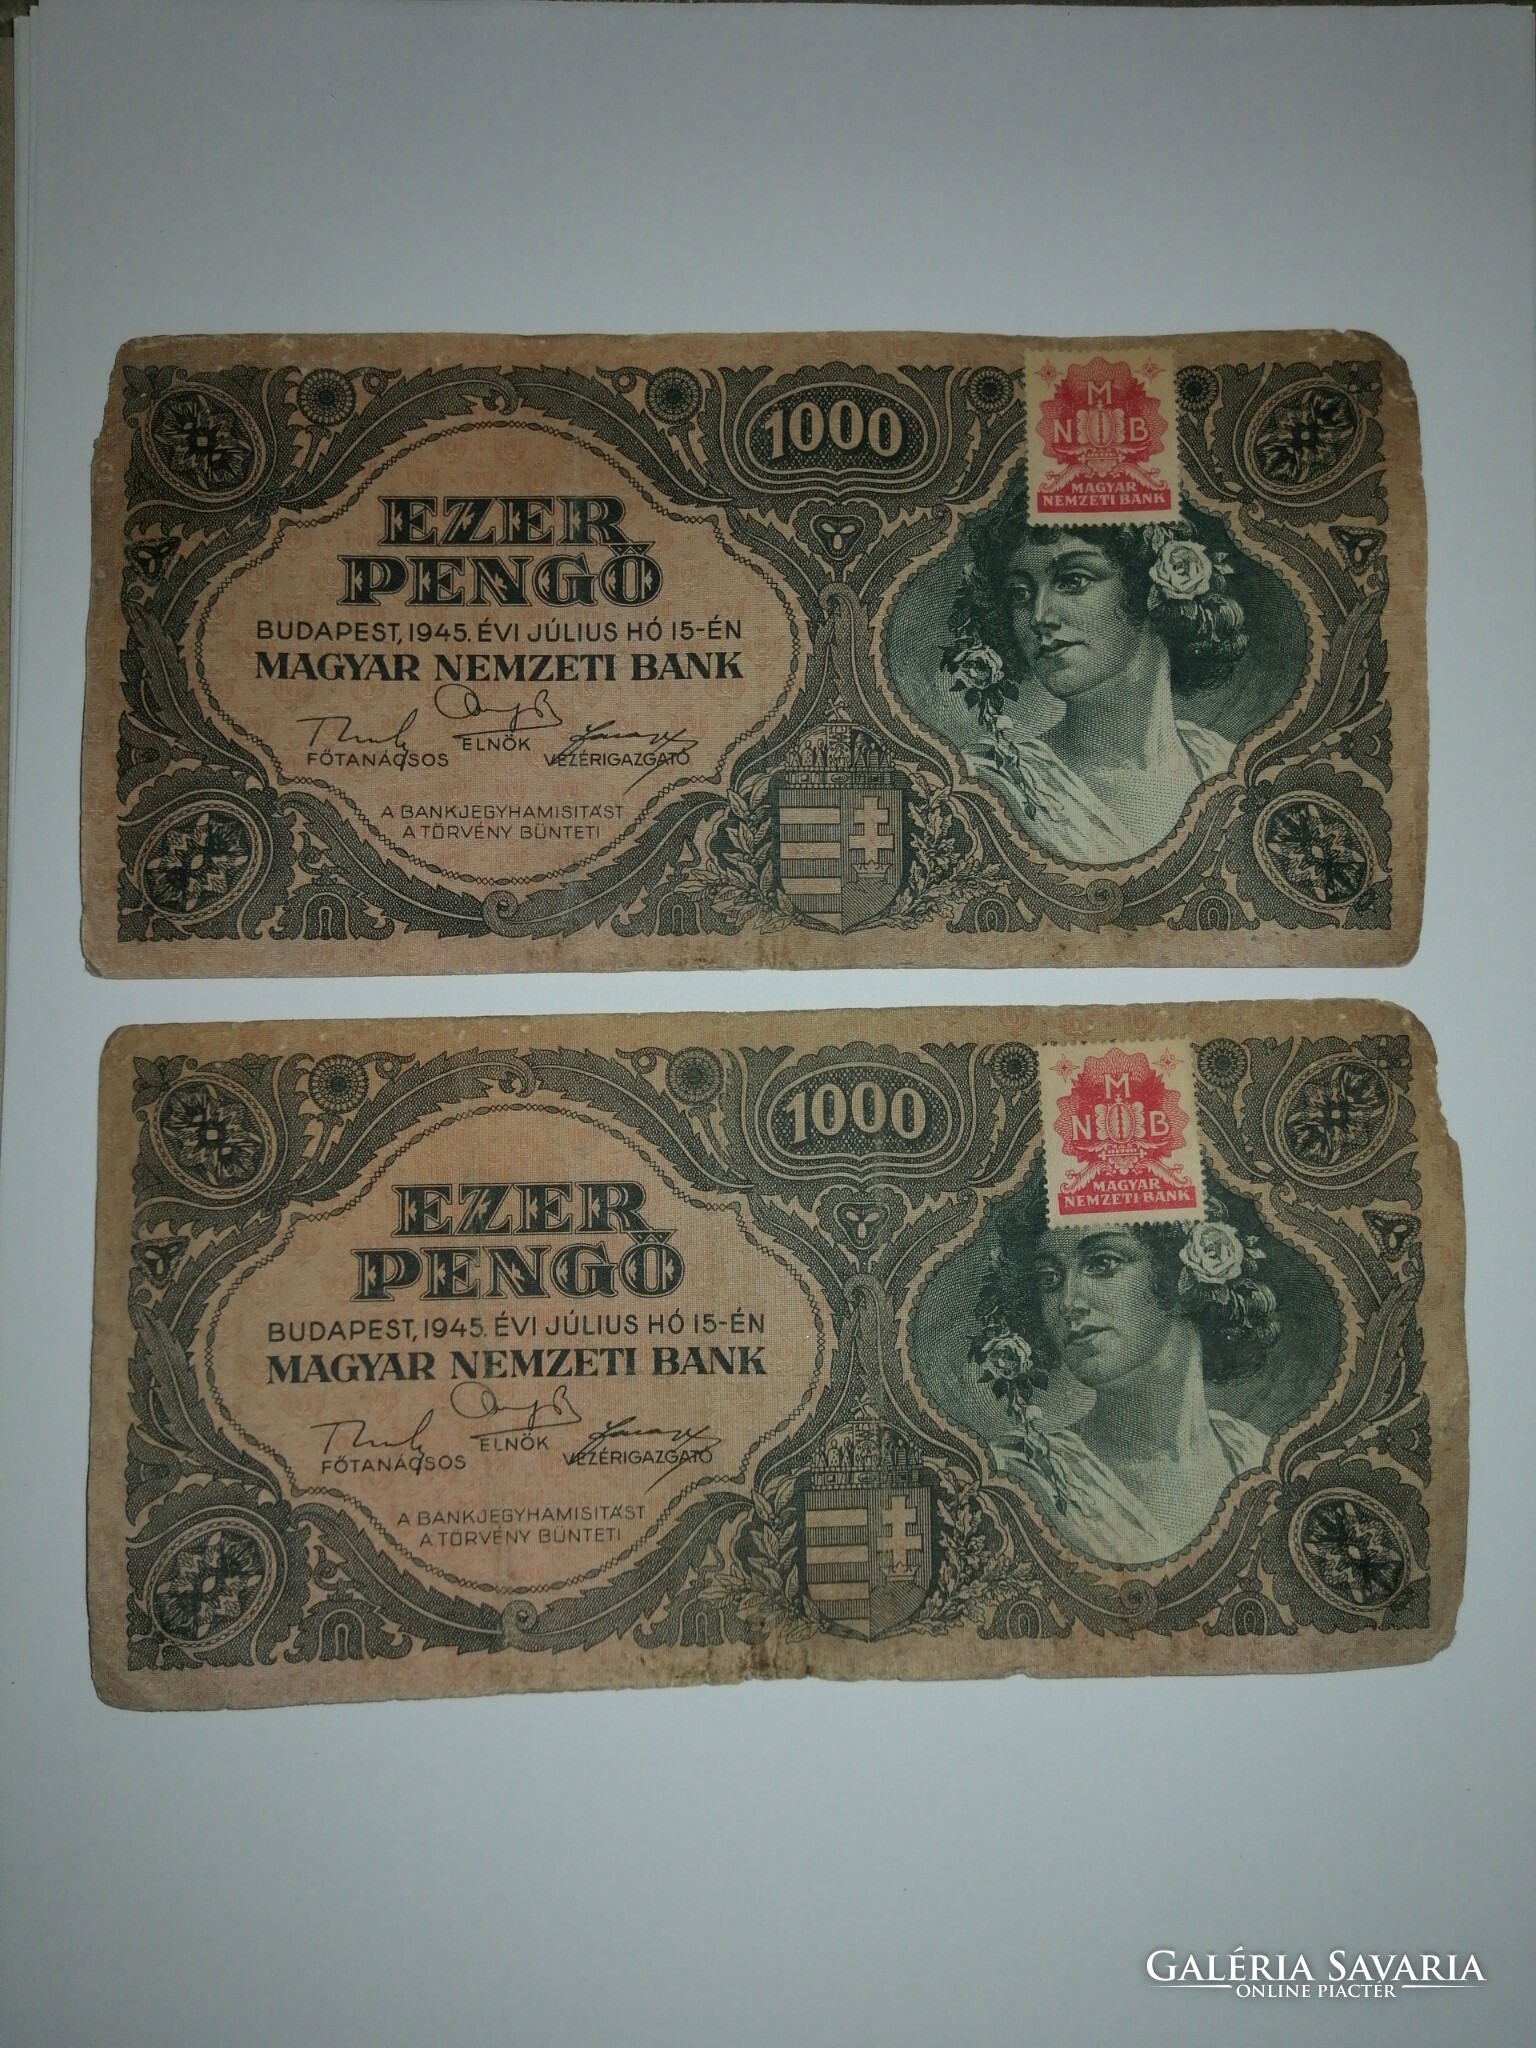 1000
M
N B
MAGYAR
NEMZETI BANK
EZER
PENGŐ
BUDAPEST, 1945. ÉVI JÚLIUS HÓ 15-ÉN
MAGYAR NEMZETI BANK
FŐTANÁCSOS
ELNÖK
VEZÉRIGAZGATÓ
A BANKJEGYHAMISITÁST
A TÖRVÉNY BÜNTETI
1000
M
N B
MAGYAR
NEMZETI BANK
EZER
PENGŐ
BUDAPEST, 1945. ÉVI JÚLIUS HÓ 15-ÉN
MAGYAR NEMZETI BANK
FŐTANÁCSOS
ELNÖK
VEZÉRIGAZGATÓ
A BANKJEGYHAMISITÁST
A TÖRVÉNY BÜNTETI
GALÉRIA SAVARIA
ONLINE PIACTÉR